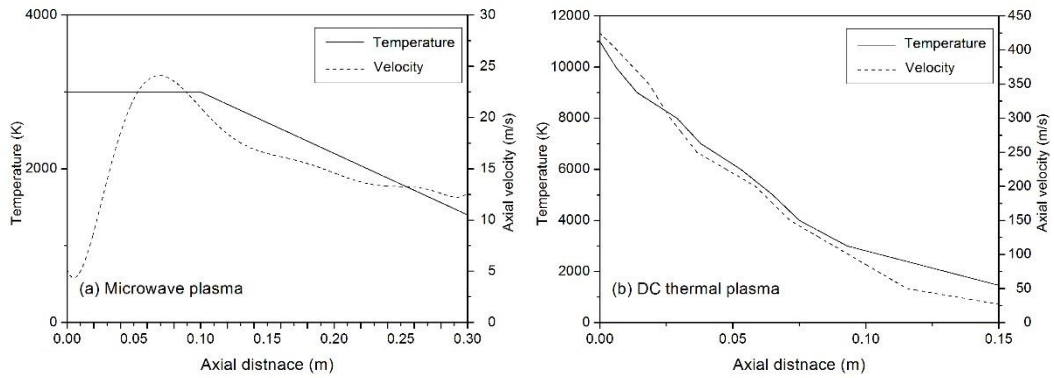 4000
2000
0
Temperature (K)
30
25
20
15
10
5
0
Axial velocity (m/s)
Temperature
Velocity
(a) Microwave plasma
0.00 0.05 0.10 0.15 0.20 0.25 0.30
Axial distnace (m)
12000
10000
8000
6000
4000
2000
0
Temperature (K)
450
400
350
300
250
200
150
100
50
0
Axial velocity (m/s)
Temperature
Velocity
(b) DC thermal plasma
0.00 0.05 0.10 0.15
Axial distnace (m)